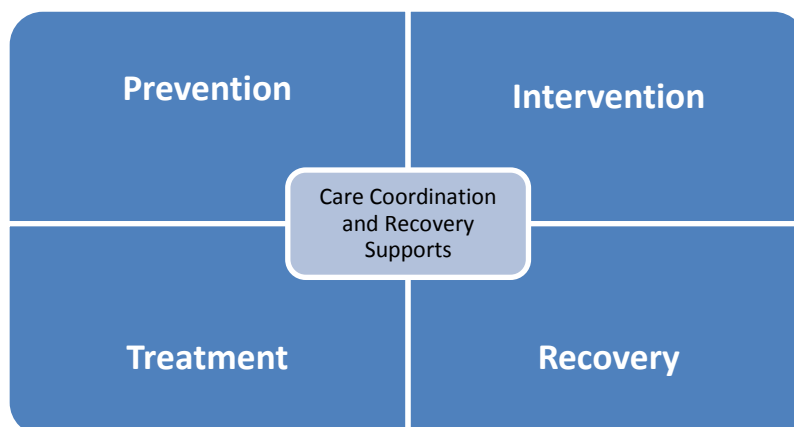 Prevention
Intervention
Care Coordination
and Recovery
Supports
Treatment
Recovery